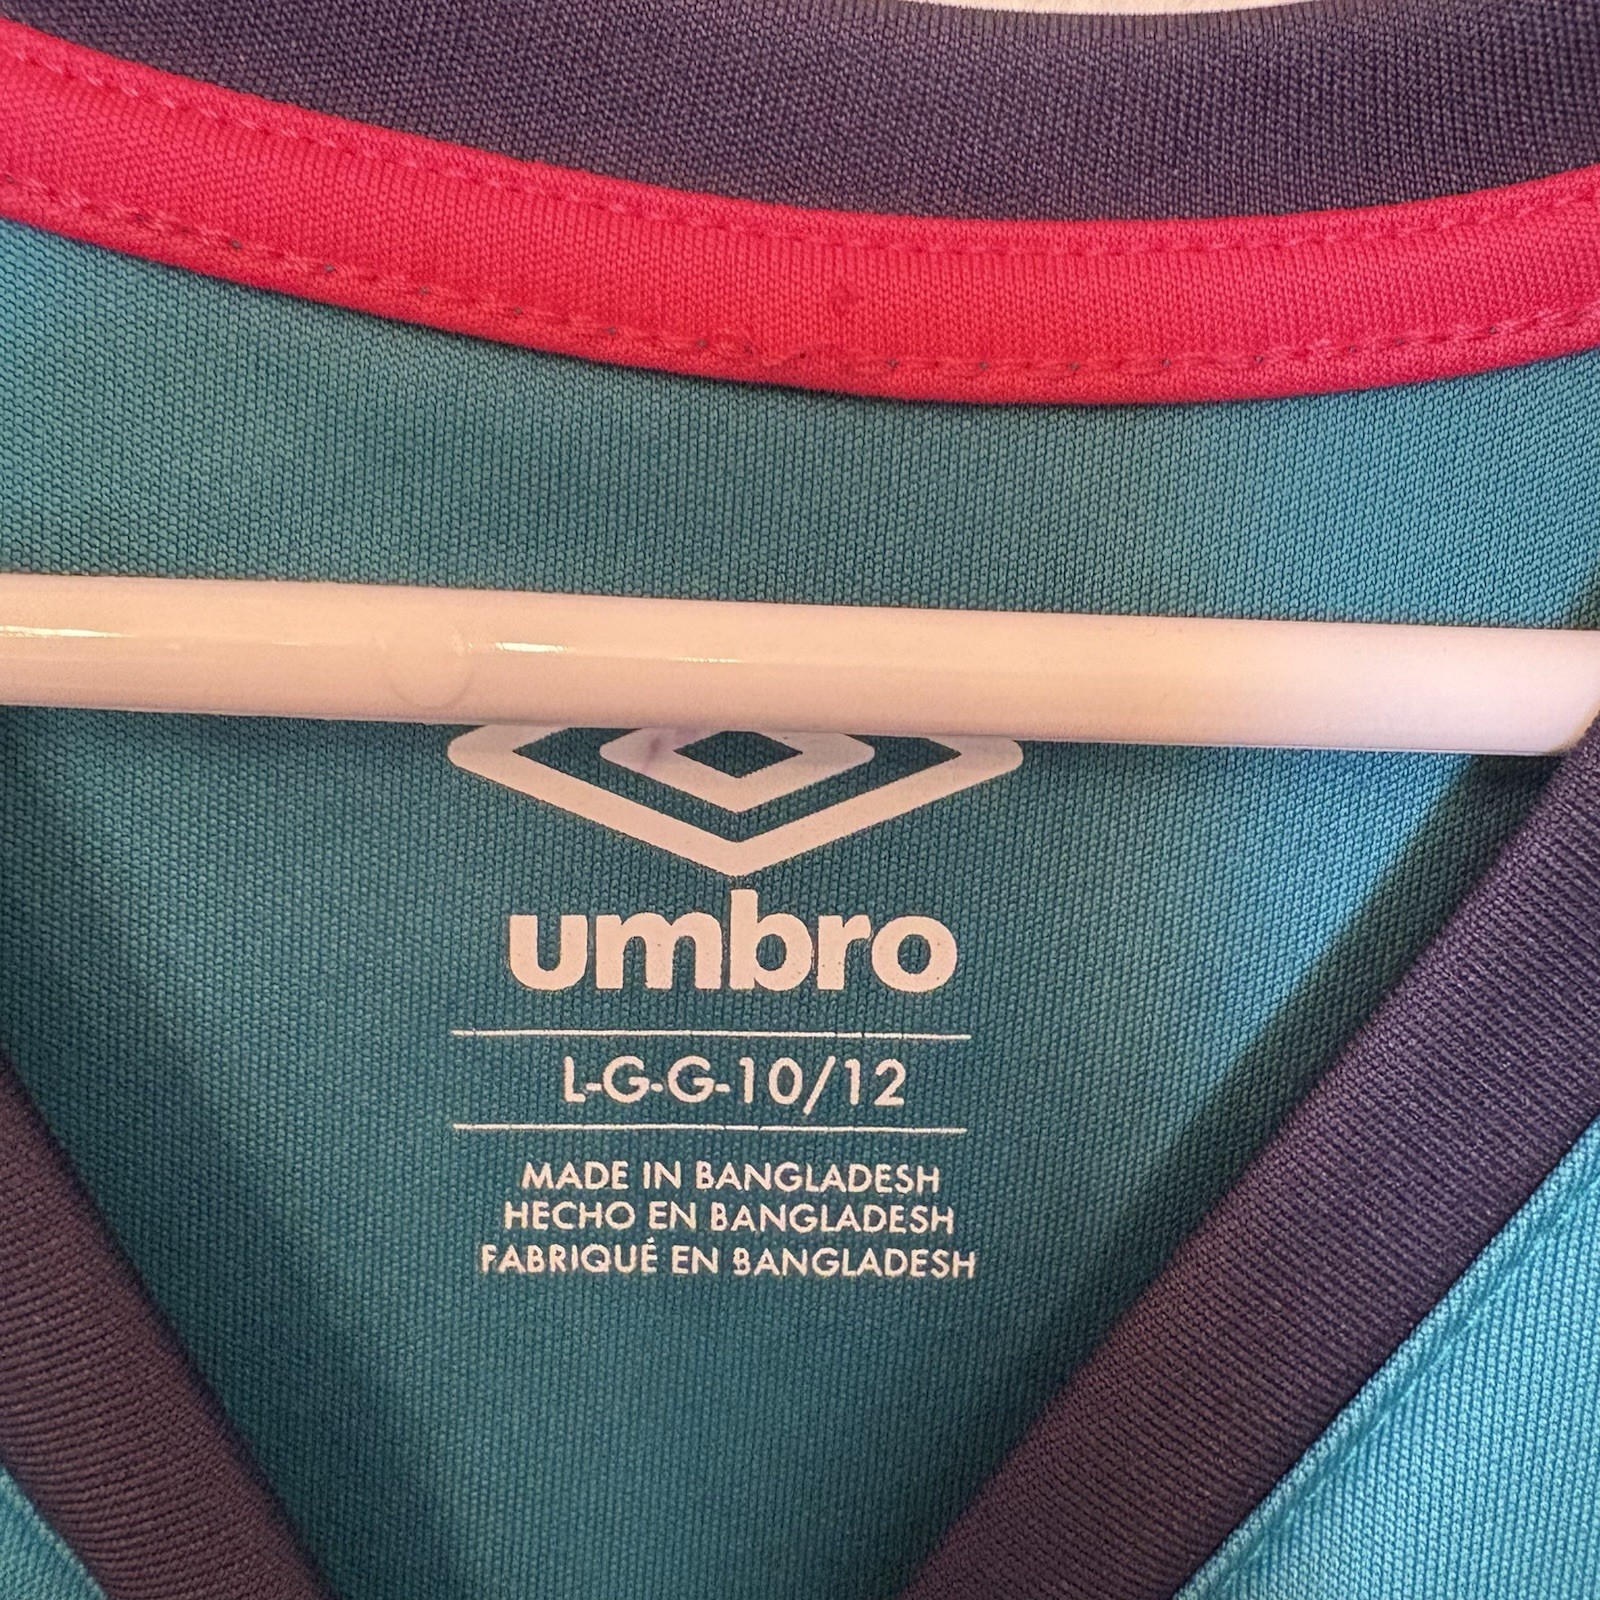 umbro
L-G-G-10/12
MADE IN BANGLADESH
HECHO EN BANGLADESH
FABRIQUÉ EN BANGLADESH